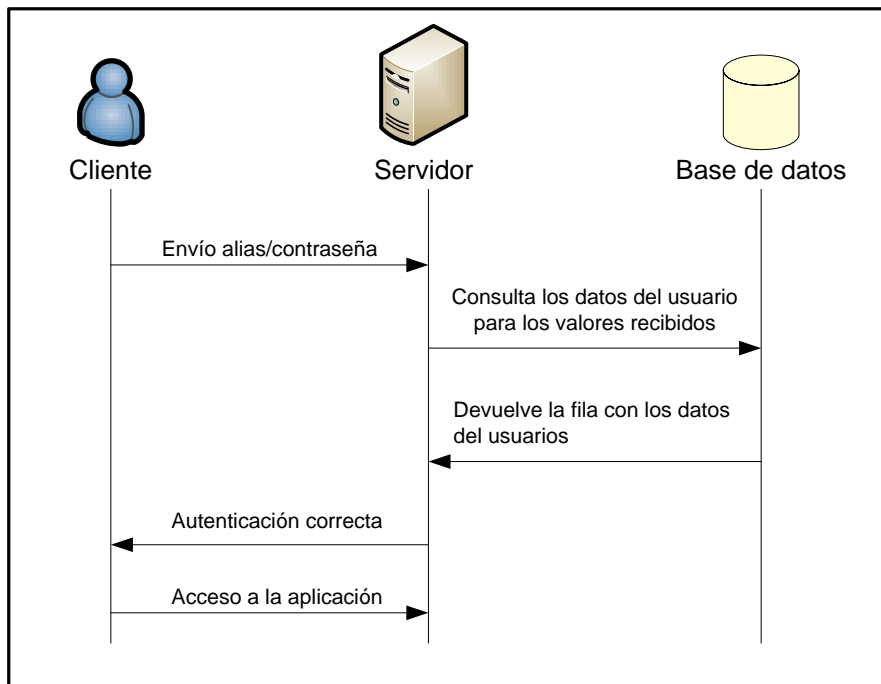 Cliente
Servidor
Base de datos
Envío alias/contraseña
Consulta los datos del usuario
para los valores recibidos
Devuelve la fila con los datos
del usuarios
Autenticación correcta
Acceso a la aplicación